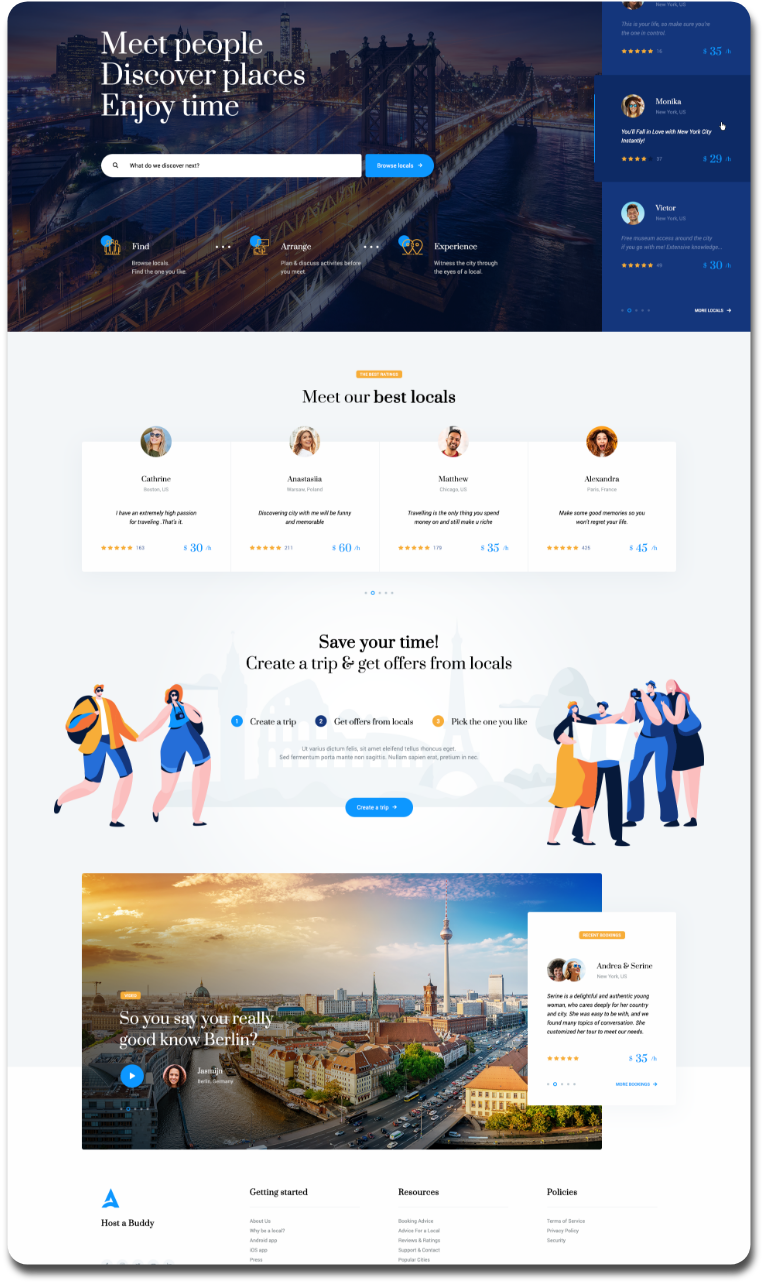 Meet people
Discover places
Enjoy time
What do we discover next?
Browse locals
Find
Browse locals.
Find the one you like.
Arrange
Plan & discuss activites before
you meet.
Experience
Witness the city through
the eyes of a local.
New York, US
This is your life, so make sure you're
the one in control.
16
$ 35 /h
Monika
New York, US
You'll Fall in Love with New York City
Instantly!
37
$ 29 /h
Victor
New York, US
Free museum access around the city
if you go with me! Extensive knowledge...
$ 30 /h
MORE LOCALS
THE BEST RATINGS
Meet our best locals
Cathrine
Boston, US
I have an extremely high passion
for traveling .That's it.
163
$ 30 /h
Anastasiia
Warsaw, Poland
Discovering city with me will be funny
and memorable
211
$ 60 /h
Matthew
Chicago, US
Travelling is the only thing you spend
money on and still make u riche
175
$ 35 /h
Alexandra
Paris, France
Make some good memories so you
won't regret your life.
425
$ 45 /h
Save your time!
Create a trip & get offers from locals
1 Create a trip
2 Get offers from locals
3 Pick the one you like
Ut varius dictum felis, sit amet eleifend tellus rhoncus eget.
Sed fermentum porta mante non sagittis. Nullam sapien erat, pretium in nec.
Create a trip
VIDEO
So you say you really
good know Berlin?
Jasmijn
Berlin, Germany
RECENT BOOKINGS
Andrea & Serine
New York, US
Serine is a delightful and authentic young
woman, who cares deeply for her country
and city. She was easy to be with, and we
found many topics of conversation. She
customized her tour to meet our needs.
$ 35 /h
MORE BOOKINGS
Host a Buddy
Getting started
About Us
Why be a local?
Android app
iOS app
Press
Resources
Booking Advice
Advice For a Local
Reviews & Ratings
Support & Contact
Popular Cities
Policies
Terms of Service
Privacy Policy
Security